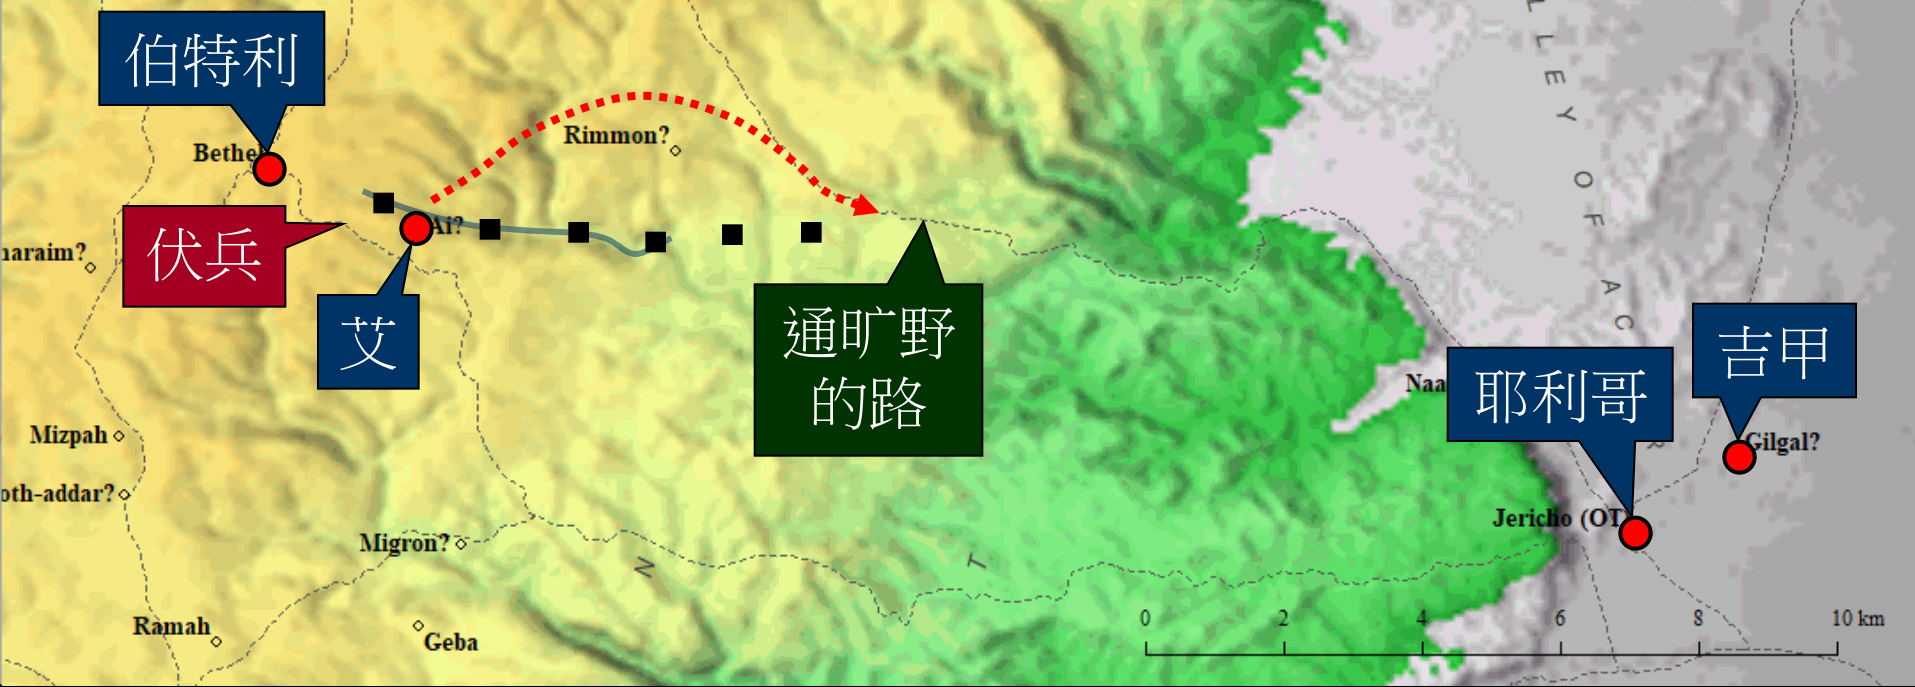 伯特利
Bethel
Rimmon?
Ai?
伏兵
haraim?
艾
通旷野
的路
LLEY OF AC
R
吉甲
Naa
耶利哥
Gilgal?
Mizpah
oth-addar?
Jericho (OT)
Migron?
N
T
Ramah
Geba
0 2 4 6 8 10 km